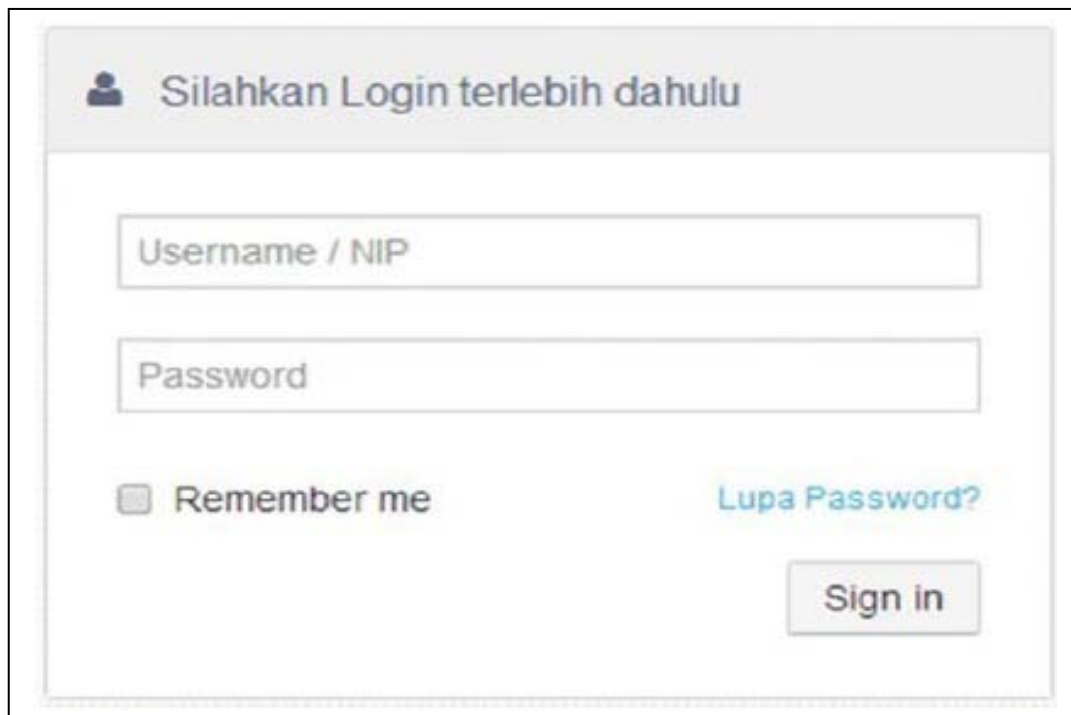 Silahkan Login terlebih dahulu
Username / NIP
Password
Remember me
Lupa Password?
Sign in